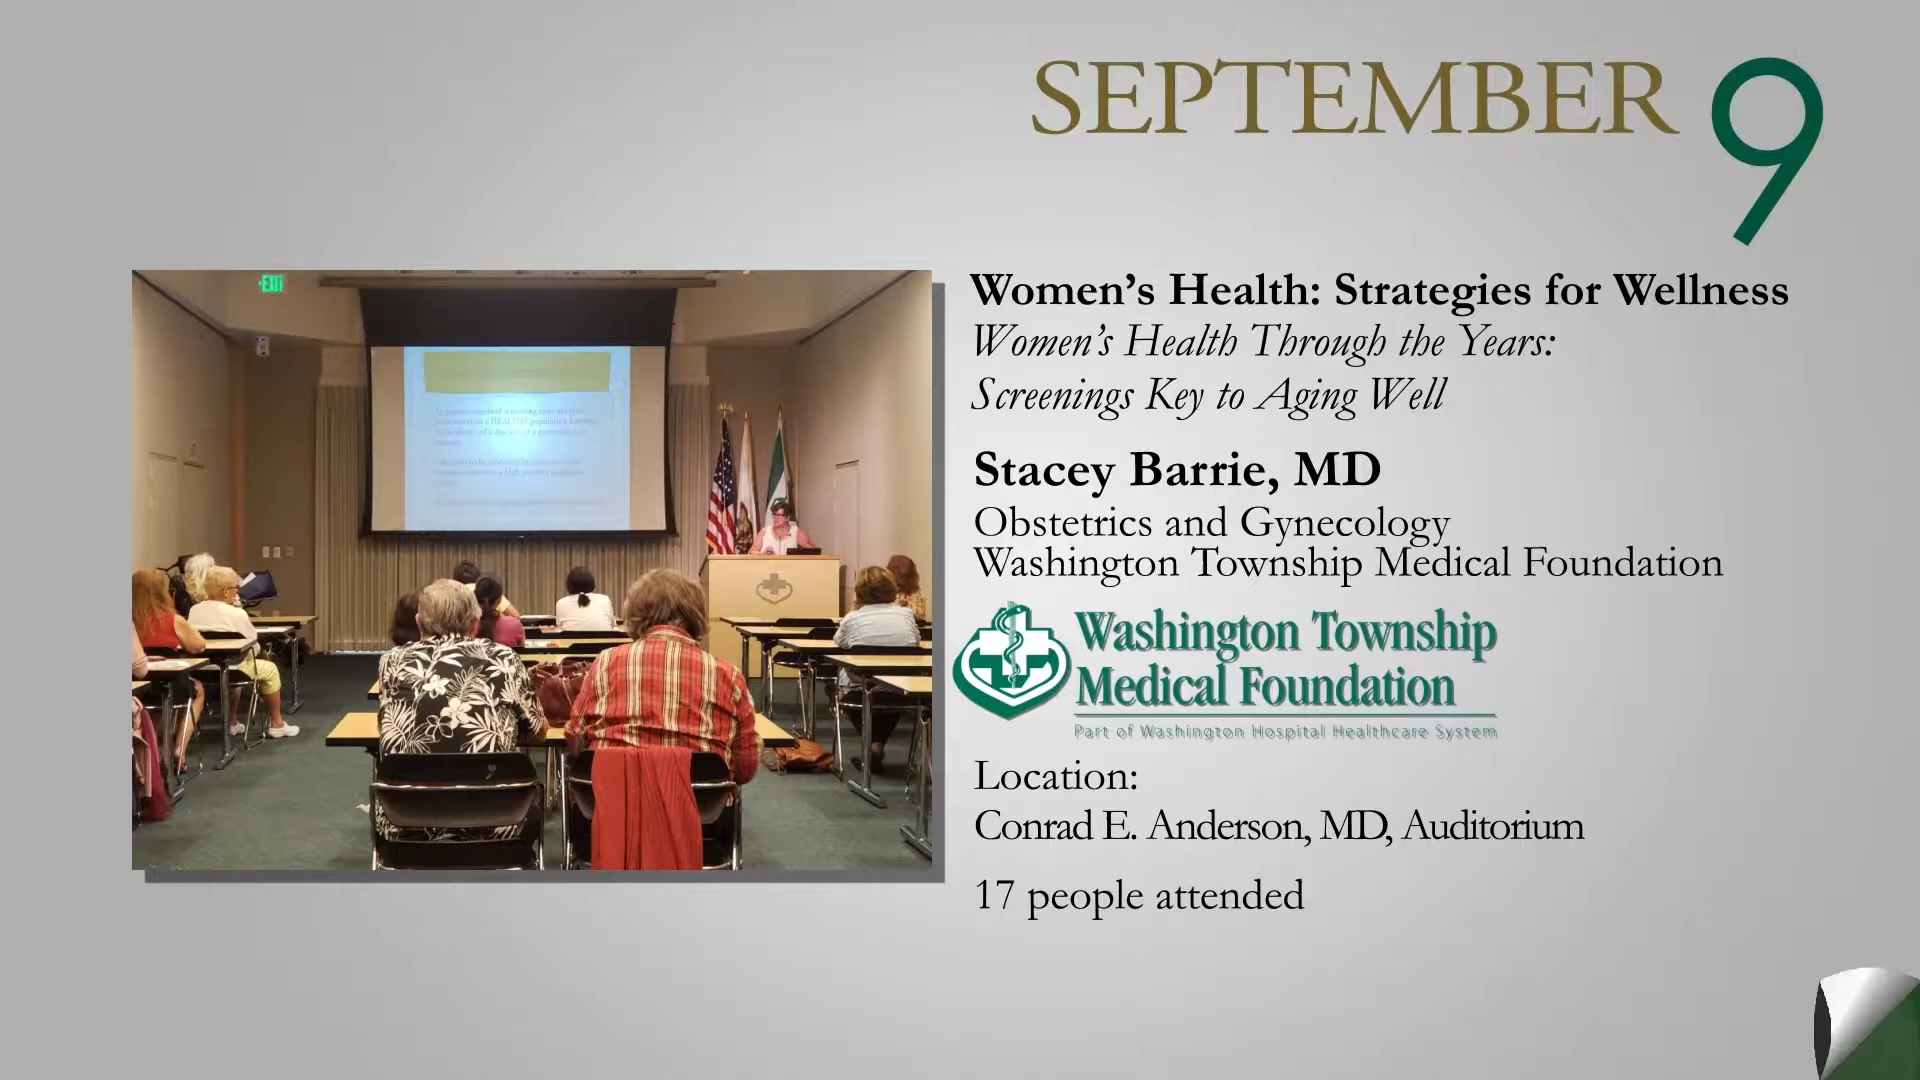 SEPTEMBER 9
EXIT
Women's Health: Strategies for Wellness
Women's Health Through the Years:
Screenings Key to Aging Well
Stacey Barrie, MD
Obstetrics and Gynecology
Washington Township Medical Foundation
Washington Township
Medical Foundation
Part of Washington Hospital Healthcare System
Location:
Conrad E. Anderson, MD, Auditorium
17 people attended